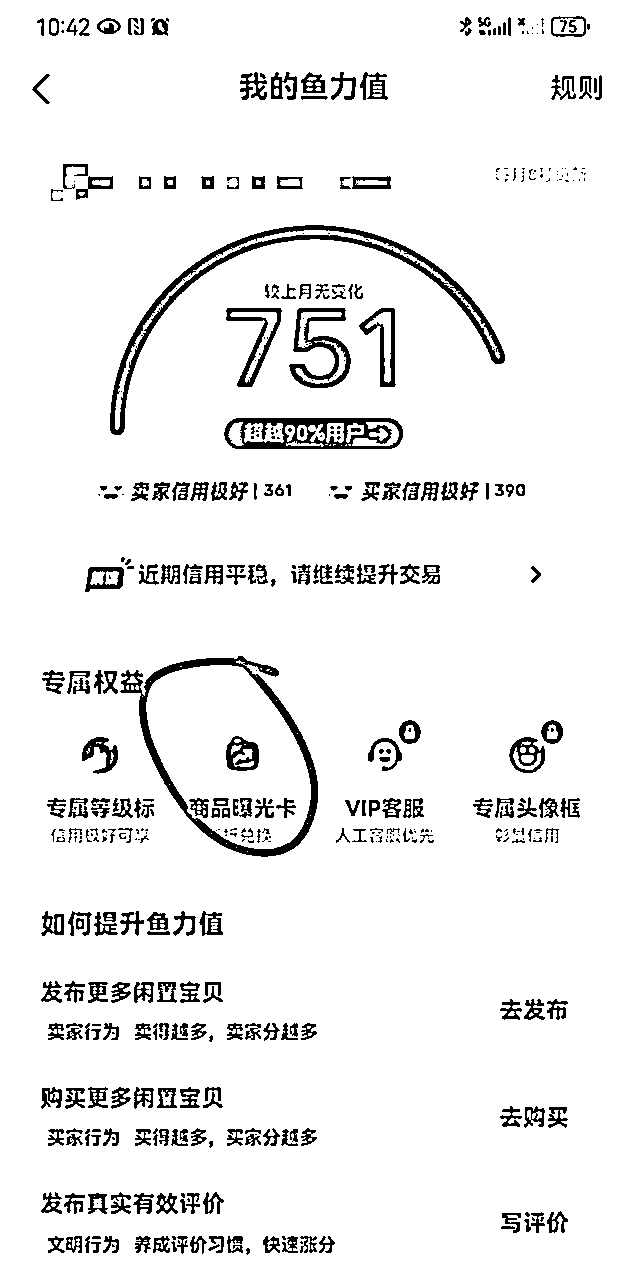 10:42
5G
75
我的鱼力值
规则
较上月无变化
751
超越90%用户
卖家信用极好 | 361
买家信用极好 | 390
近期信用平稳，请继续提升交易
专属权益
专属等级标
商品曝光卡
VIP客服
专属头像框
信用极好可享
兑换
人工客服优先
彰显信用
如何提升鱼力值
发布更多闲置宝贝
去发布
卖家行为 卖得越多，卖家分越多
购买更多闲置宝贝
去购买
买家行为 买得越多，买家分越多
发布真实有效评价
写评价
文明行为 养成评价习惯，快速涨分